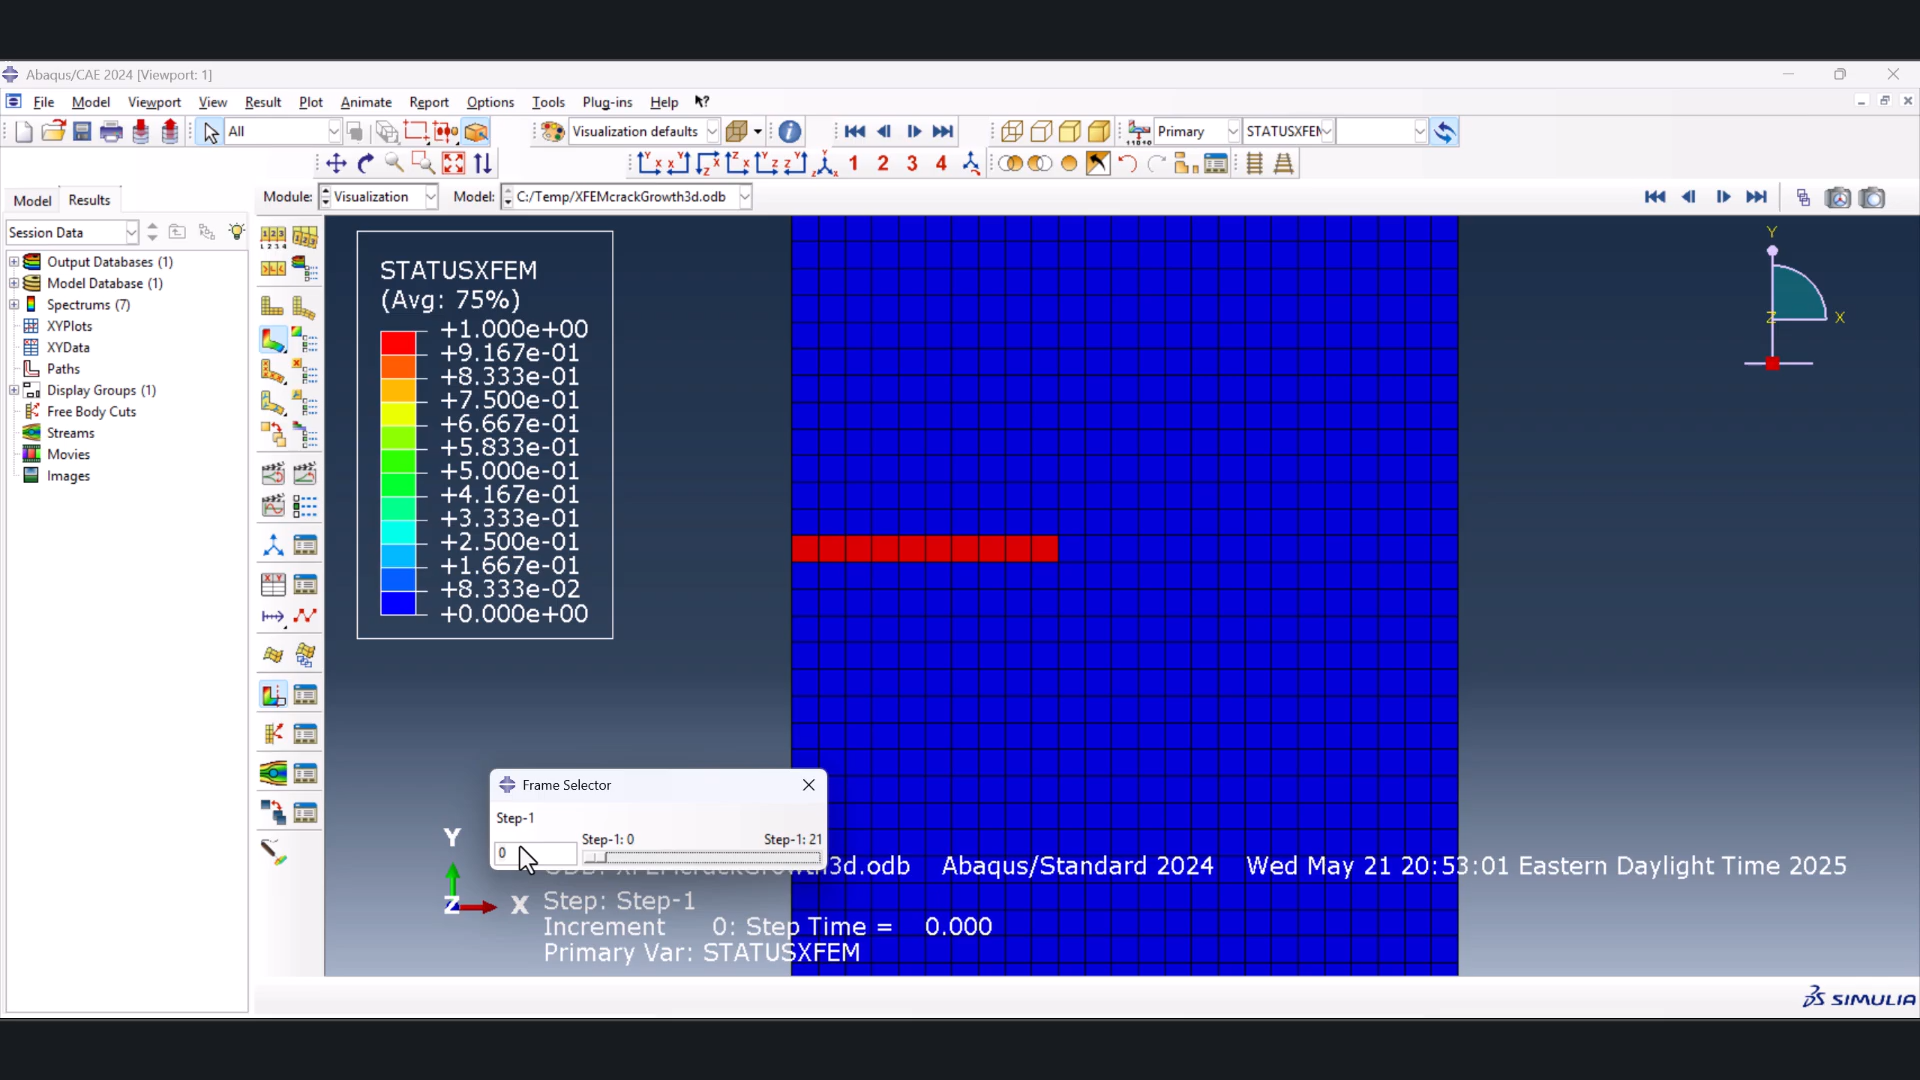 Abaqus/CAE 2024 [Viewport: 1]
File Model Viewport View Result Plot Animate Report Options Tools Plug-ins Help
All
Visualization defaults
Primary
STATUSXFEM
1 2 3 4
Model Results
Module: Visualization Model: C:/Temp/XFEMcrackGrowth3d.odb
Session Data
Output Databases (1)
Model Database (1)
Spectrums (7)
XYPlots
XYData
Paths
Display Groups (1)
Free Body Cuts
Streams
Movies
Images
STATUSXFEM
(Avg: 75%)
+1.000e+00
+9.167e-01
+8.333e-01
+7.500e-01
+6.667e-01
+5.833e-01
+5.000e-01
+4.167e-01
+3.333e-01
+2.500e-01
+1.667e-01
+8.333e-02
+0.000e+00
Y
Z X
Frame Selector
Step-1
Step-1: 0 Step-1: 21
0
Y
Z X
3d.odb Abaqus/Standard 2024 Wed May 21 20:53:01 Eastern Daylight Time 2025
Step: Step-1
Increment 0: Step Time = 0.000
Primary Var: STATUSXFEM
SIMULIA